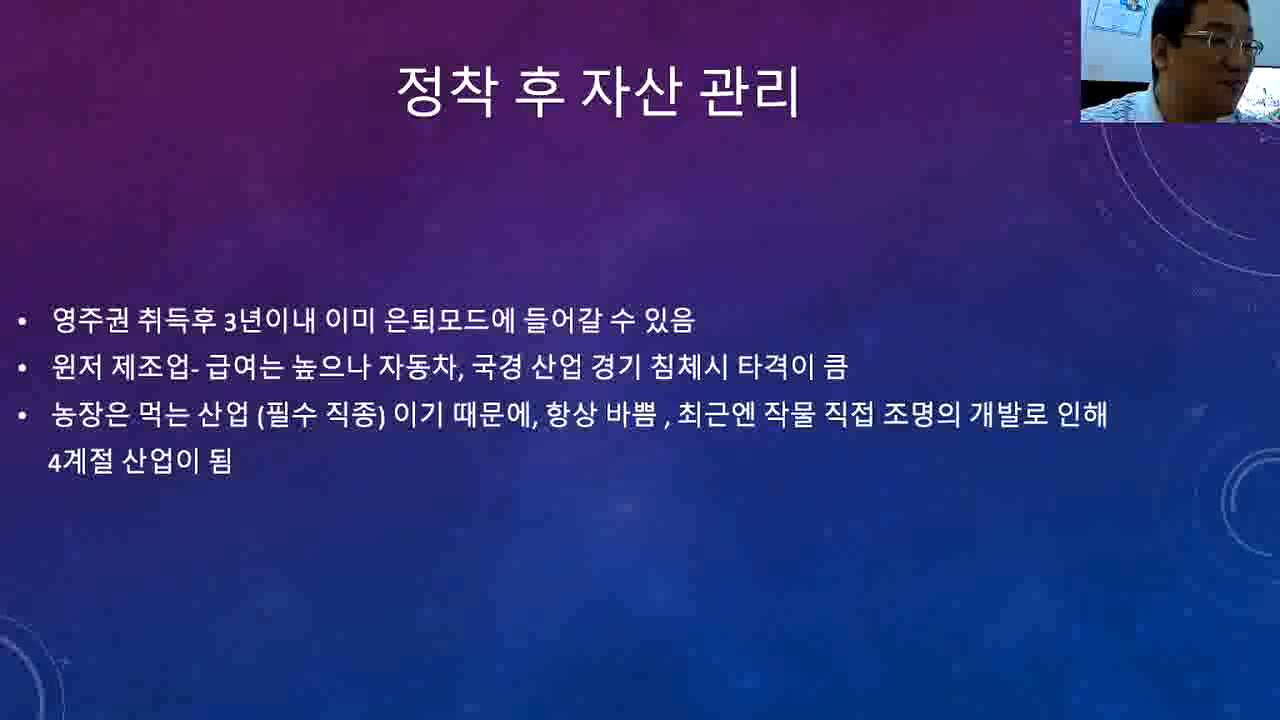 정착 후 자산 관리
• 영주권 취득후 3년이내 이미 은퇴모드에 들어갈 수 있음
• 윈저 제조업- 급여는 높으나 자동차, 국경 산업 경기 침체시 타격이 큼
• 농장은 먹는 산업 (필수 직종) 이기 때문에, 항상 바쁨 , 최근엔 작물 직접 조명의 개발로 인해
4계절 산업이 됨